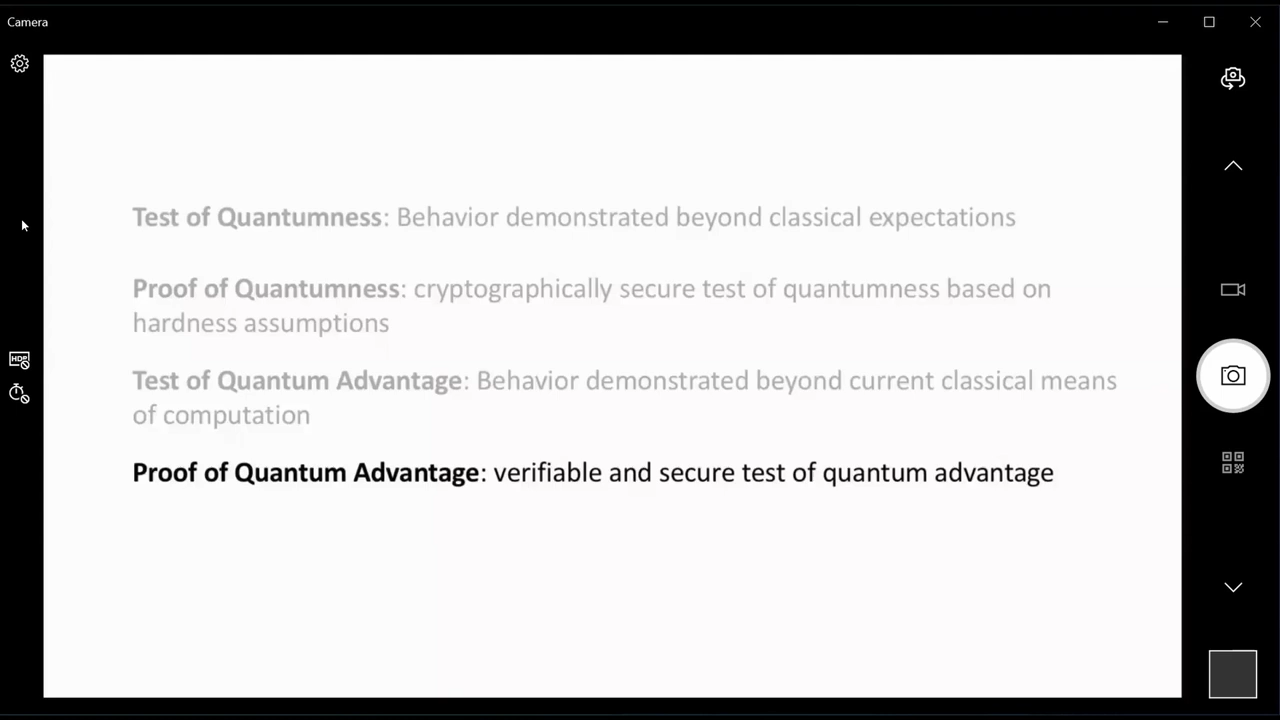 Camera
Test of Quantumness: Behavior demonstrated beyond classical expectations
Proof of Quantumness: cryptographically secure test of quantumness based on
hardness assumptions
Test of Quantum Advantage: Behavior demonstrated beyond current classical means
of computation
Proof of Quantum Advantage: verifiable and secure test of quantum advantage
HDR